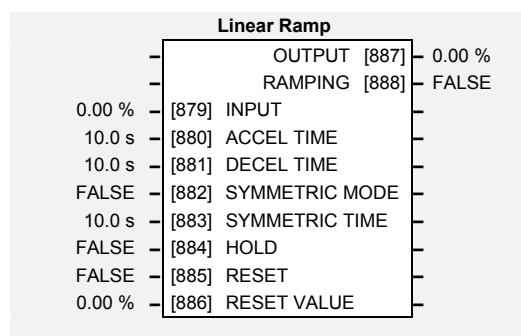 Linear Ramp
OUTPUT [887] – 0.00 %
RAMPING [888] – FALSE
0.00 % – [879] INPUT
10.0 s – [880] ACCEL TIME
10.0 s – [881] DECEL TIME
FALSE – [882] SYMMETRIC MODE
10.0 s – [883] SYMMETRIC TIME
FALSE – [884] HOLD
FALSE – [885] RESET
0.00 % – [886] RESET VALUE